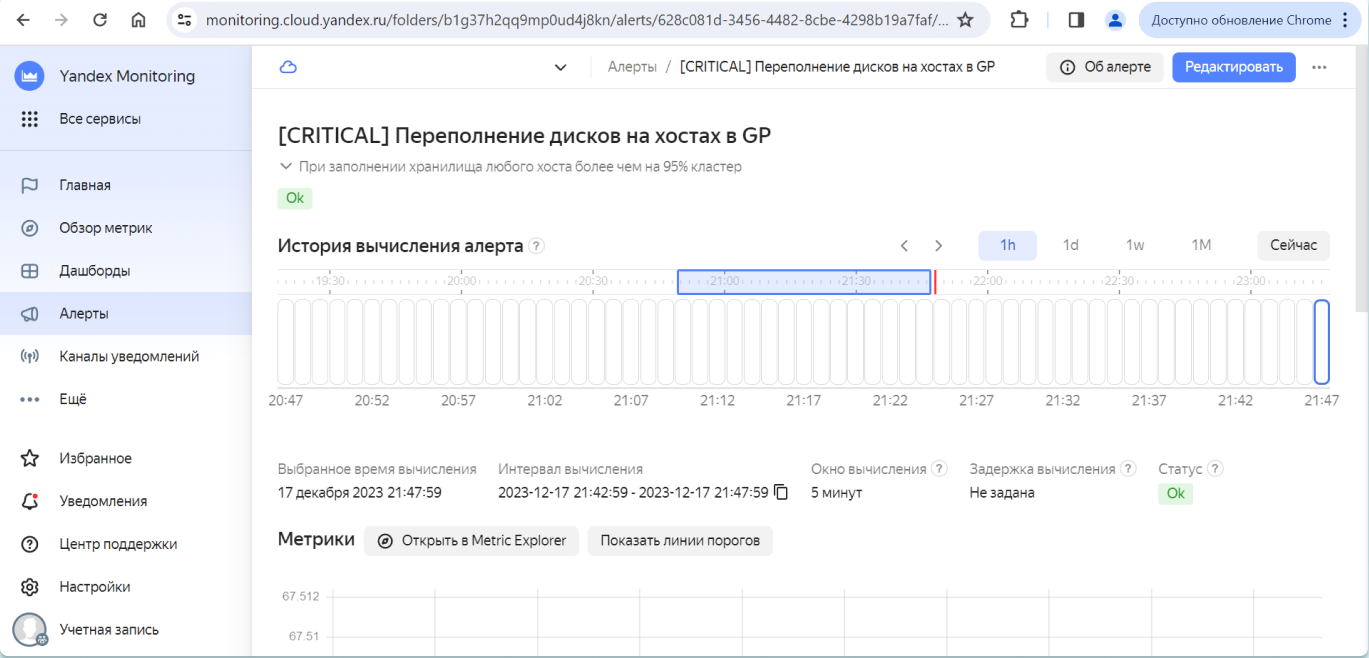 monitoring.cloud.yandex.ru/folders/b1g37h2qq9mp0ud4j8kn/alerts/628c081d-3456-4482-8cbe-4298b19a7faf/...
Доступно обновление Chrome
Yandex Monitoring
Все сервисы
Главная
Обзор метрик
Дашборды
Алерты
Каналы уведомлений
Ещё
Избранное
Уведомления
Центр поддержки
Настройки
Учетная запись
Алерты / [CRITICAL] Переполнение дисков на хостах в GP
Об алерте
Редактировать
[CRITICAL] Переполнение дисков на хостах в GP
При заполнении хранилища любого хоста более чем на 95% кластер
Ok
История вычисления алерта ?
1h 1d 1w 1M Сейчас
19:30 20:00 20:30 21:00 21:30 22:00 22:30 23:00
20:47 20:52 20:57 21:02 21:07 21:12 21:17 21:22 21:27 21:32 21:37 21:42 21:47
Выбранное время вычисления Интервал вычисления Окно вычисления ? Задержка вычисления ? Статус ?
17 декабря 2023 21:47:59 2023-12-17 21:42:59 - 2023-12-17 21:47:59 5 минут Не задана Ok
Метрики Открыть в Metric Explorer Показать линии порогов
67.512
67.51